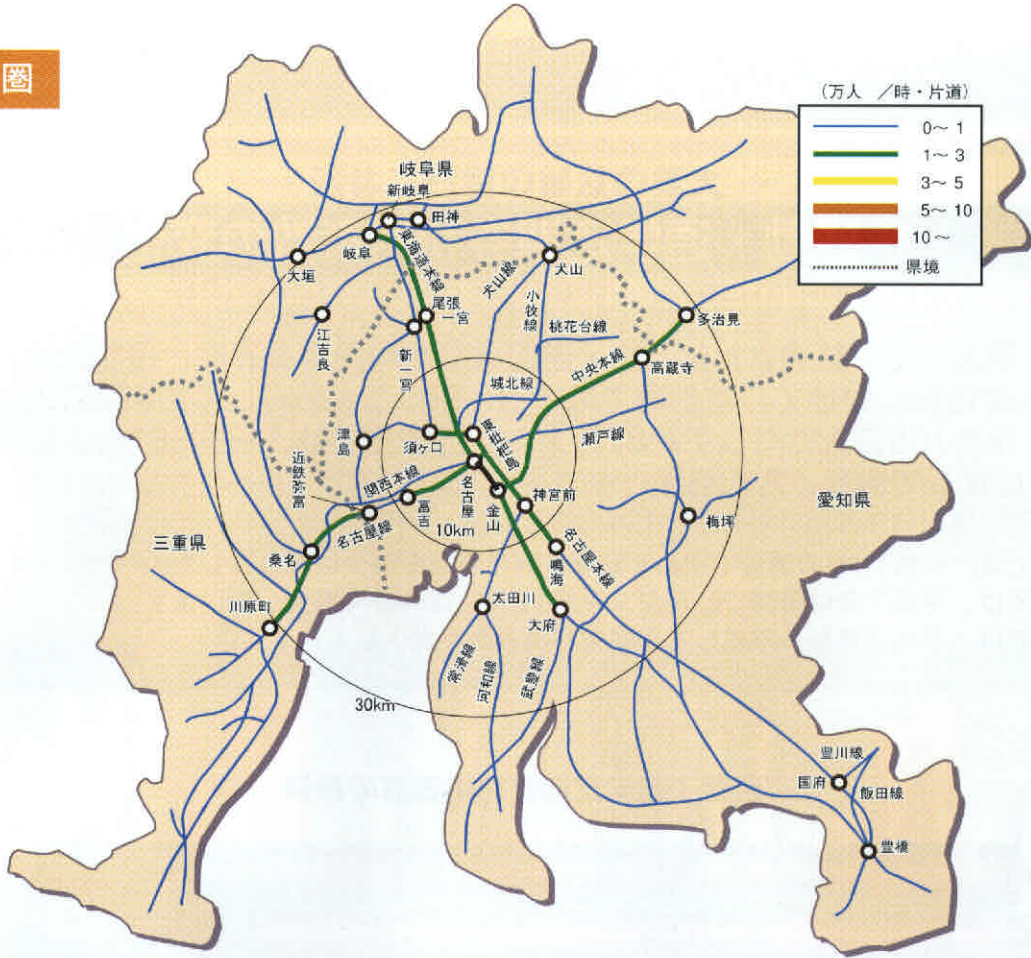 圏
(万人 /時・片道)
0〜 1
1〜 3
3〜 5
5〜 10
10〜
県境
岐阜県
新岐阜
田神
岐阜
東海道本線
大垣
犬山線
犬山
小牧線
尾張
一宮
桃花台線
多治見
江吉良
新一宮
中央本線
高蔵寺
城北線
津島
須ヶ口
東枇杷島
瀬戸線
近鉄弥富
関西本線
名古屋
富吉
金山
神宮前
愛知県
梅坪
名古屋線
10km
三重県
桑名
鳴海
名古屋本線
川原町
太田川
大府
常滑線
河和線
武豊線
30km
豊川線
国府
飯田線
豊橋